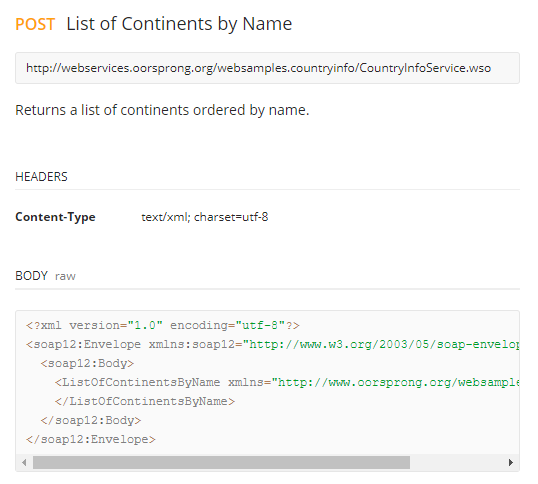 POST List of Continents by Name
http://webservices.oorsprong.org/websamples.countryinfo/CountryInfoService.wso
Returns a list of continents ordered by name.
HEADERS
Content-Type text/xml; charset=utf-8
BODY raw
<?xml version="1.0" encoding="utf-8"?>
<soap12:Envelope xmlns:soap12="http://www.w3.org/2003/05/soap-envelop
<soap12:Body>
<ListOfContinentsByName xmlns="http://www.oorsprong.org/website
</ListOfContinentsByName>
</soap12:Body>
</soap12:Envelope>